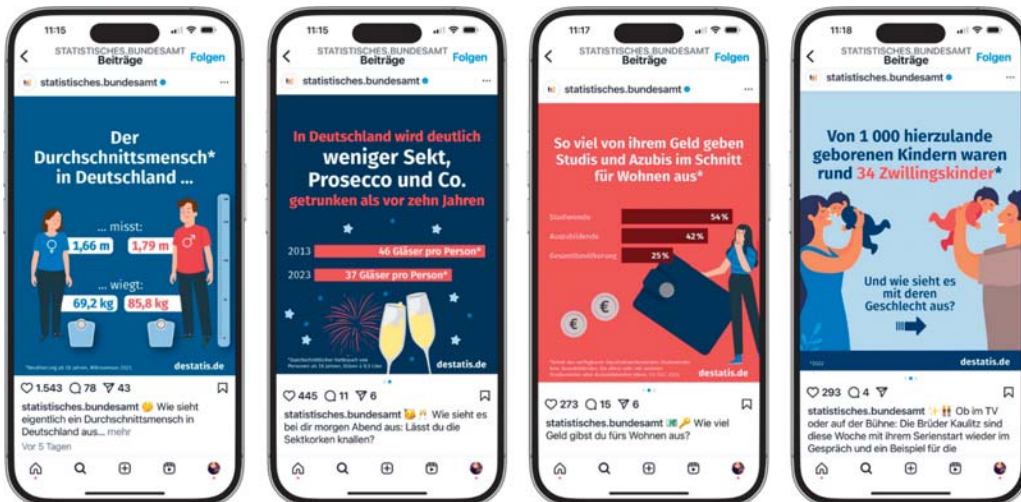 11:15
STATISTISCHES_BUNDESAMT
Beiträge
Folgen
statistisches.bundesamt
Der
Durchschnittsmensch*
in Deutschland ...
... misst:
1,66 m
1,79 m
... wiegt:
69,2 kg
85,8 kg
destatis.de
1.543
78
43
statistisches.bundesamt 🤔 Wie sieht
eigentlich ein Durchschnittsmensch in
Deutschland aus... mehr
Vor 5 Tagen
11:15
STATISTISCHES_BUNDESAMT
Beiträge
Folgen
statistisches.bundesamt
In Deutschland wird deutlich
weniger Sekt,
Prosecco und Co.
getrunken als vor zehn Jahren
2013
46 Gläser pro Person*
2023
37 Gläser pro Person*
*Durchschnittlicher Verbrauch von
destatis.de
445
11
6
statistisches.bundesamt 🥳🥂 Wie sieht es
bei dir morgen Abend aus: Lässt du die
Sektkorken knallen?
11:17
STATISTISCHES_BUNDESAMT
Beiträge
Folgen
statistisches.bundesamt
So viel von ihrem Geld geben
Studis und Azubis im Schnitt
für Wohnen aus*
Studierende
54 %
Auszubildende
42 %
Gesamtbevölkerung
25 %
€
€
destatis.de
273
15
6
statistisches.bundesamt 💶🔑 Wie viel
Geld gibst du fürs Wohnen aus?
11:18
STATISTISCHES_BUNDESAMT
Beiträge
Folgen
statistisches.bundesamt
Von 1 000 hierzulande
geborenen Kindern waren
rund 34 Zwillingskinder*
Und wie sieht es
mit deren
Geschlecht aus?
destatis.de
293
4
statistisches.bundesamt ✨👬 Ob im TV
oder auf der Bühne: Die Brüder Kaulitz sind
diese Woche mit ihrem Serienstart wieder im
Gespräch und ein Beispiel für die